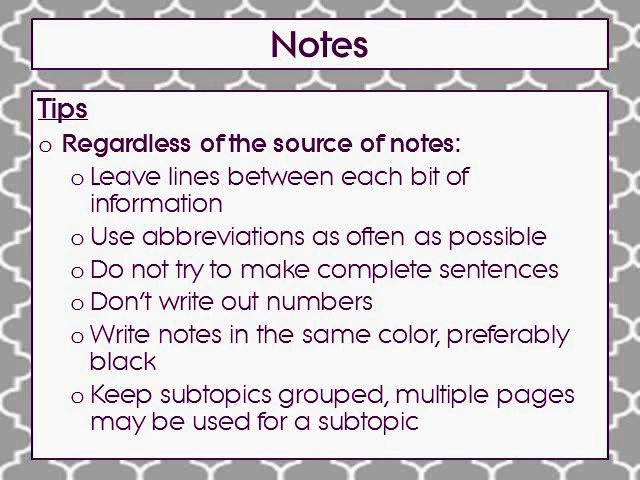 Notes
Tips
o Regardless of the source of notes:
o Leave lines between each bit of
information
o Use abbreviations as often as possible
o Do not try to make complete sentences
o Don't write out numbers
o Write notes in the same color, preferably
black
o Keep subtopics grouped, multiple pages
may be used for a subtopic